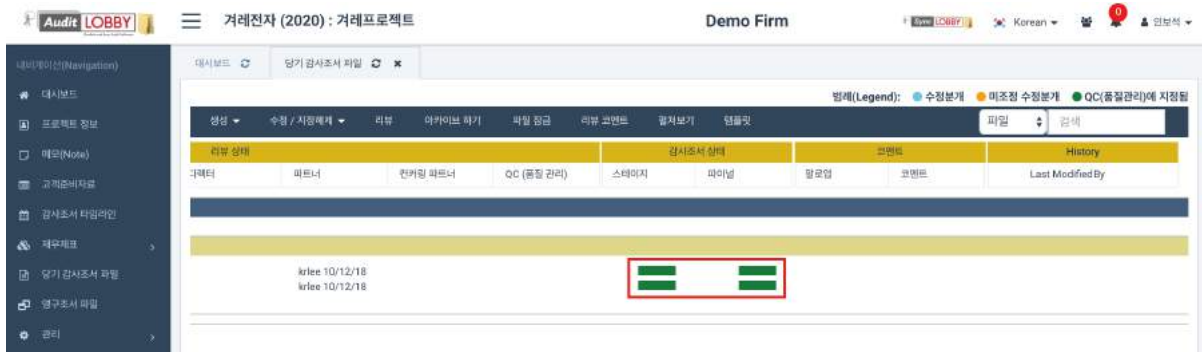 Audit LOBBY
겨레전자 (2020) : 겨레프로젝트
Demo Firm
Sync LOBBY
Korean
0
인보석
내비게이션(Navigation)
대시보드
프로젝트 정보
메모(Note)
고객준비자료
감사조서 타임라인
재무제표
당기 감사조서 파일
영구조서 파일
관리
대시보드
당기 감사조서 파일
범례(Legend): 수정분개 미조정 수정분개 QC(품질관리)에 지정됨
생성 수정 / 지정해제 리뷰 아카이브 하기 파일 잠금 리뷰 코멘트 펼쳐보기 템플릿 파일 검색
리뷰 상태 감사조서 상태 코멘트 History
디렉터 파트너 컨커링 파트너 QC (품질 관리) 스테이지 파이널 팔로업 코멘트 Last Modified By
krlee 10/12/18
krlee 10/12/18